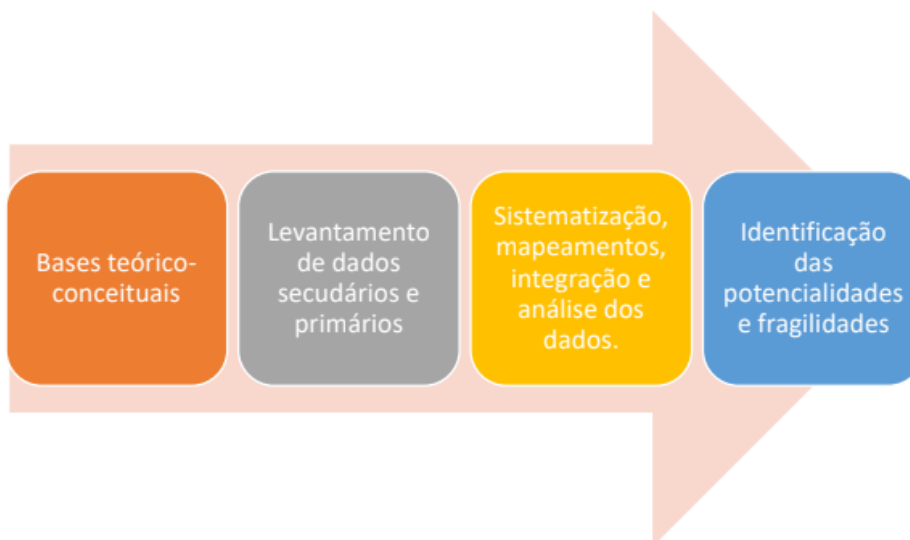 Bases teórico-
conceituais
Levantamento
de dados
secudários e
primários
Sistematização,
mapeamentos,
integração e
análise dos
dados.
Identificação
das
potencialidades
e fragilidades